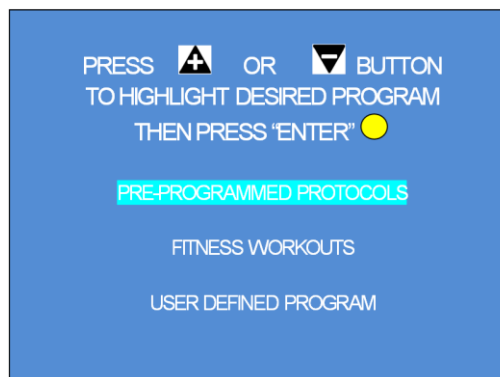 PRESS + OR - BUTTON
TO HIGHLIGHT DESIRED PROGRAM
THEN PRESS “ENTER”
PRE-PROGRAMMED PROTOCOLS
FITNESS WORKOUTS
USER DEFINED PROGRAM